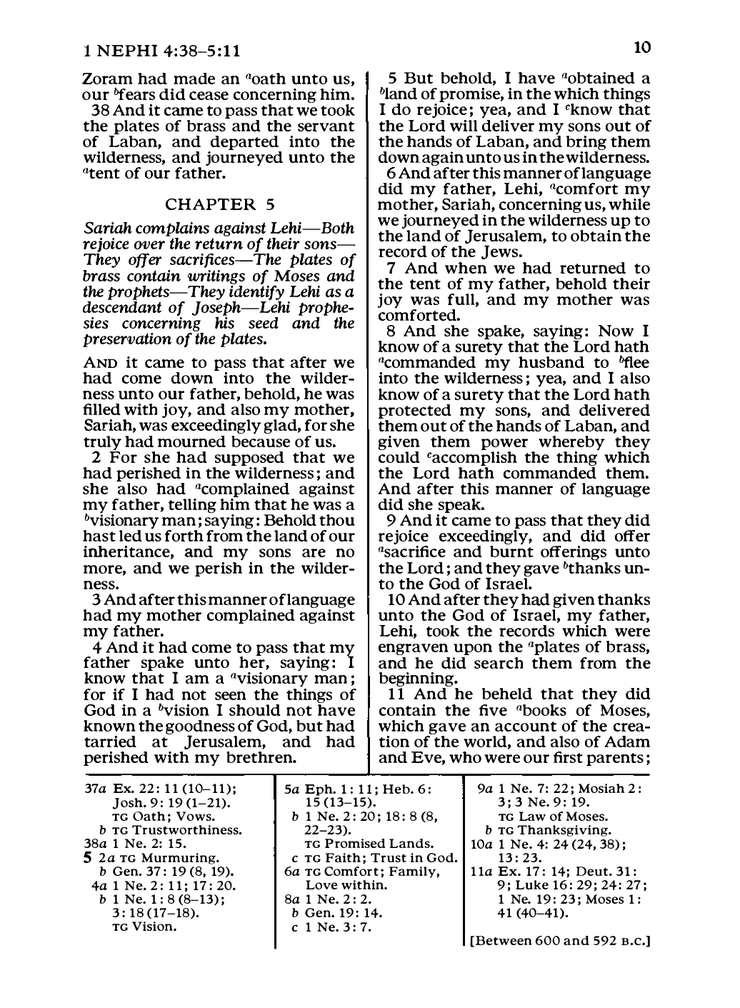 1 NEPHI 4:38–5:11
10
Zoram had made an ᵃoath unto us,
our ᵇfears did cease concerning him.
38 And it came to pass that we took
the plates of brass and the servant
of Laban, and departed into the
wilderness, and journeyed unto the
ᵃtent of our father.
CHAPTER 5
Sariah complains against Lehi—Both
rejoice over the return of their sons—
They offer sacrifices—The plates of
brass contain writings of Moses and
the prophets—They identify Lehi as a
descendant of Joseph—Lehi prophe-
sies concerning his seed and the
preservation of the plates.
AND it came to pass that after we
had come down into the wilder-
ness unto our father, behold, he was
filled with joy, and also my mother,
Sariah, was exceedingly glad, for she
truly had mourned because of us.
2 For she had supposed that we
had perished in the wilderness; and
she also had ᵃcomplained against
my father, telling him that he was a
ᵇvisionary man; saying: Behold thou
hast led us forth from the land of our
inheritance, and my sons are no
more, and we perish in the wilder-
ness.
3 And after this manner of language
had my mother complained against
my father.
4 And it had come to pass that my
father spake unto her, saying: I
know that I am a ᵃvisionary man;
for if I had not seen the things of
God in a ᵇvision I should not have
known the goodness of God, but had
tarried at Jerusalem, and had
perished with my brethren.
5 But behold, I have ᵃobtained a
ᵇland of promise, in the which things
I do rejoice; yea, and I ᶜknow that
the Lord will deliver my sons out of
the hands of Laban, and bring them
down again unto us in the wilderness.
6 And after this manner of language
did my father, Lehi, ᵃcomfort my
mother, Sariah, concerning us, while
we journeyed in the wilderness up to
the land of Jerusalem, to obtain the
record of the Jews.
7 And when we had returned to
the tent of my father, behold their
joy was full, and my mother was
comforted.
8 And she spake, saying: Now I
know of a surety that the Lord hath
ᵃcommanded my husband to ᵇflee
into the wilderness; yea, and I also
know of a surety that the Lord hath
protected my sons, and delivered
them out of the hands of Laban, and
given them power whereby they
could ᶜaccomplish the thing which
the Lord hath commanded them.
And after this manner of language
did she speak.
9 And it came to pass that they did
rejoice exceedingly, and did offer
ᵃsacrifice and burnt offerings unto
the Lord; and they gave ᵇthanks un-
to the God of Israel.
10 And after they had given thanks
unto the God of Israel, my father,
Lehi, took the records which were
engraven upon the ᵃplates of brass,
and he did search them from the
beginning.
11 And he beheld that they did
contain the five ᵃbooks of Moses,
which gave an account of the crea-
tion of the world, and also of Adam
and Eve, who were our first parents;
37a Ex. 22: 11 (10–11);
Josh. 9: 19 (1–21).
TG Oath; Vows.
b TG Trustworthiness.
38a 1 Ne. 2: 15.
5 2a TG Murmuring.
b Gen. 37: 19 (8, 19).
4a 1 Ne. 2: 11; 17: 20.
b 1 Ne. 1: 8 (8–13);
3: 18 (17–18).
TG Vision.
5a Eph. 1: 11; Heb. 6:
15 (13–15).
b 1 Ne. 2: 20; 18: 8 (8,
22–23).
TG Promised Lands.
c TG Faith; Trust in God.
6a TG Comfort; Family,
Love within.
8a 1 Ne. 2: 2.
b Gen. 19: 14.
c 1 Ne. 3: 7.
9a 1 Ne. 7: 22; Mosiah 2:
3; 3 Ne. 9: 19.
TG Law of Moses.
b TG Thanksgiving.
10a 1 Ne. 4: 24 (24, 38);
13: 23.
11a Ex. 17: 14; Deut. 31:
9; Luke 16: 29; 24: 27;
1 Ne. 19: 23; Moses 1:
41 (40–41).
[Between 600 and 592 B.C.]